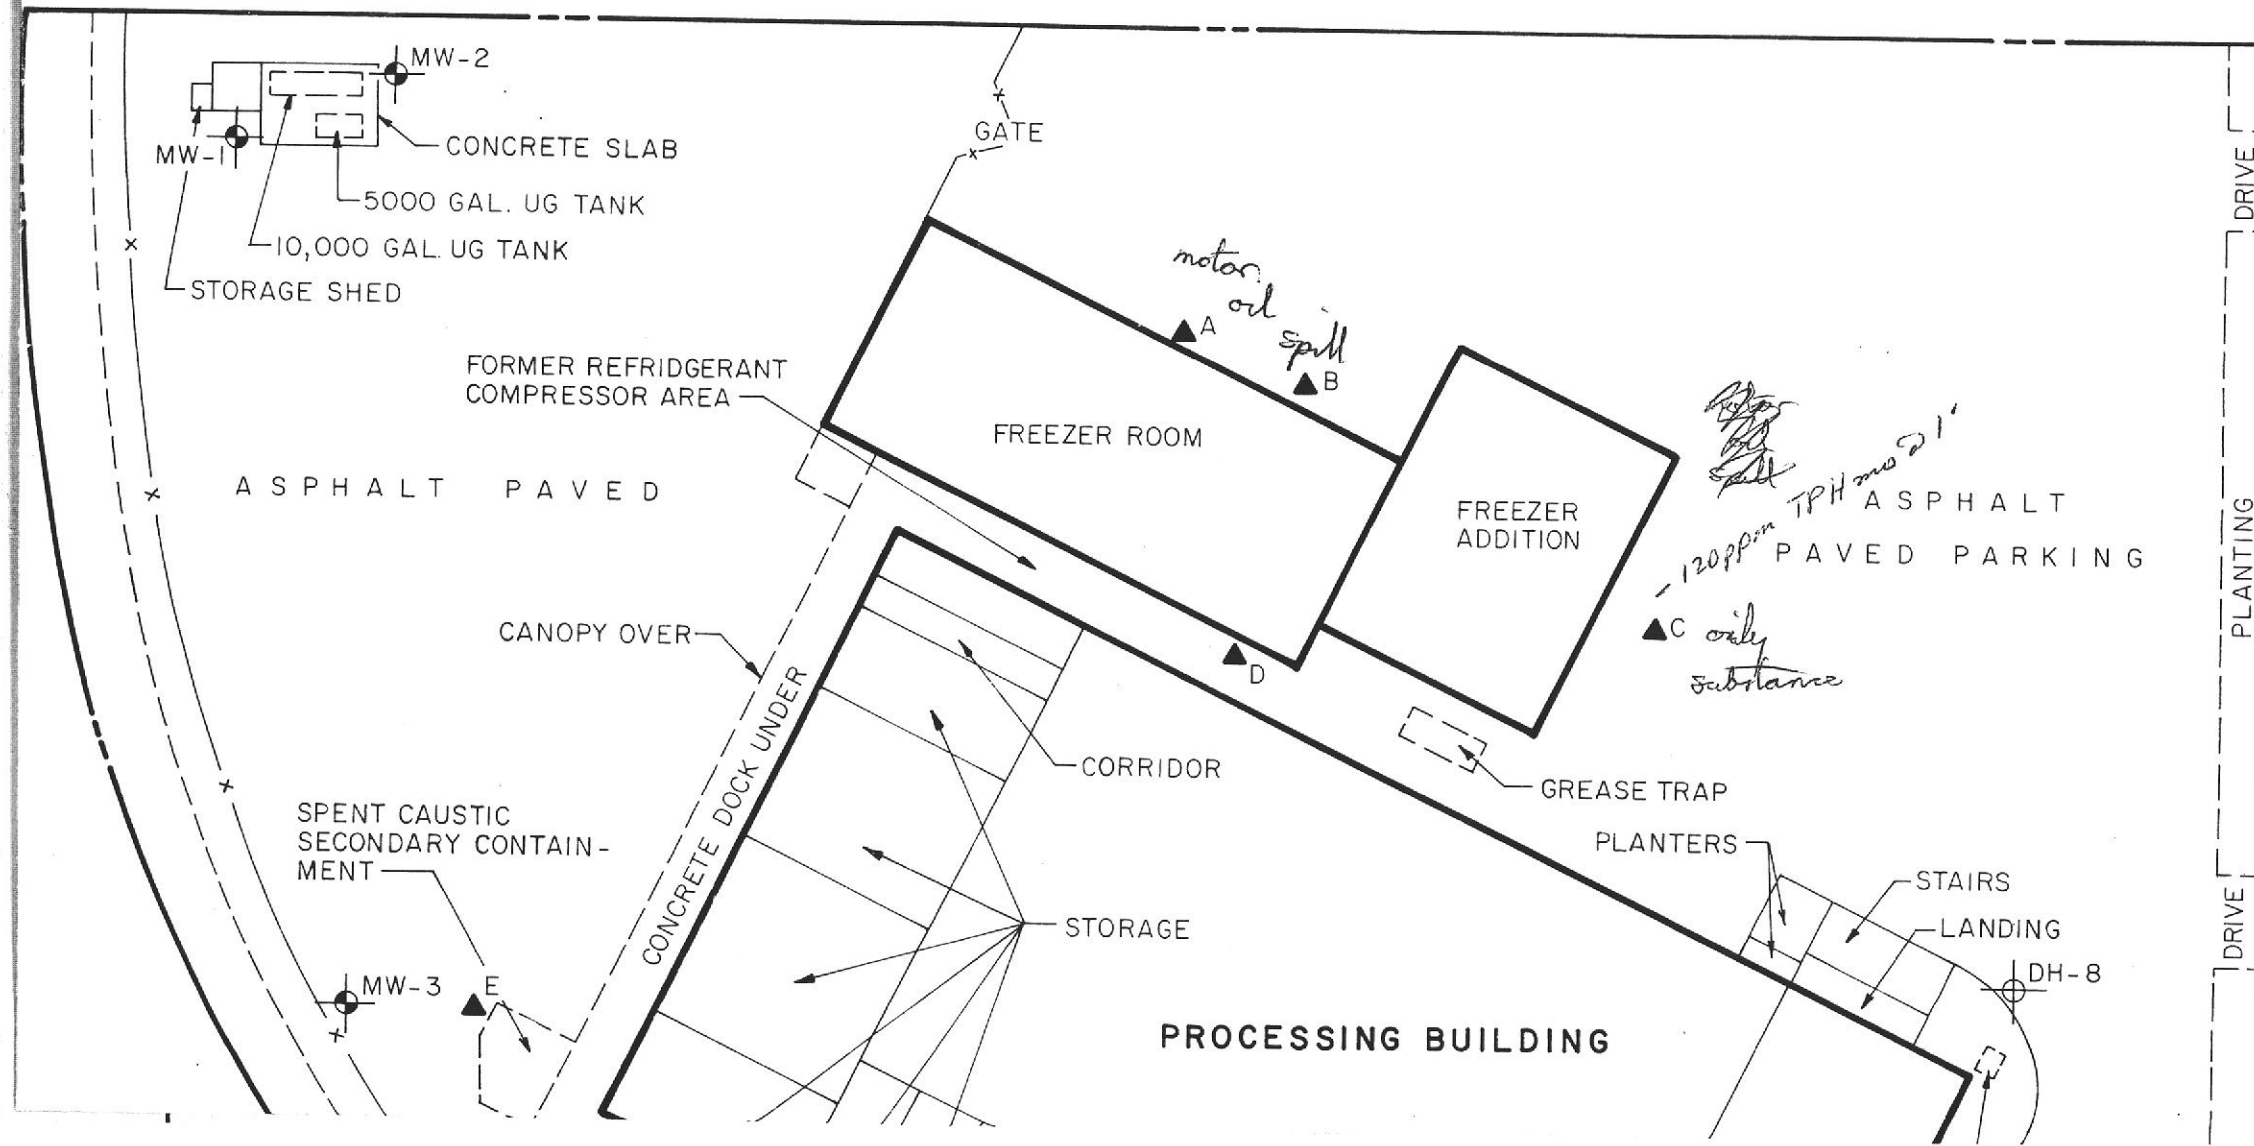 MW-2
GATE
MW-1
CONCRETE SLAB
5000 GAL. UG TANK
10,000 GAL. UG TANK
STORAGE SHED
DRIVE
motor
oil
spill
A
B
FORMER REFRIDGERANT
COMPRESSOR AREA
FREEZER ROOM
ASPHALT PAVED
FREEZER
ADDITION
120ppm TPH mo @ 1'
ASPHALT
PAVED PARKING
PLANTING
C oily
substance
D
CANOPY OVER
CONCRETE DOCK UNDER
CORRIDOR
GREASE TRAP
SPENT CAUSTIC
SECONDARY CONTAIN-
MENT
PLANTERS
STAIRS
LANDING
DRIVE
STORAGE
MW-3
E
DH-8
PROCESSING BUILDING